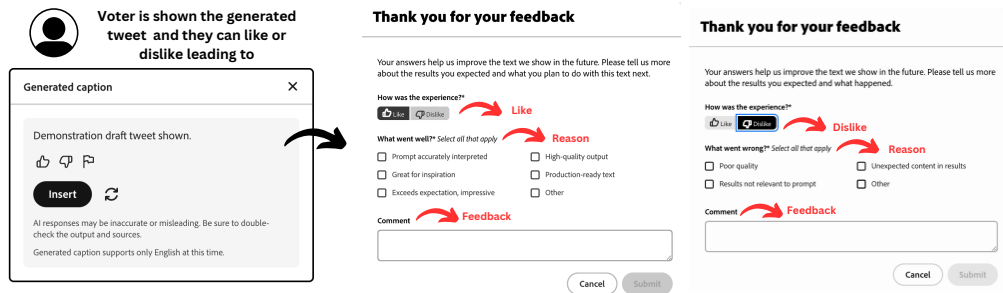 Voter is shown the generated
tweet and they can like or
dislike leading to
Generated caption
Demonstration draft tweet shown.
Insert
AI responses may be inaccurate or misleading. Be sure to double-
check the output and sources.
Generated caption supports only English at this time.
Thank you for your feedback
Your answers help us improve the text we show in the future. Please tell us more
about the results you expected and what you plan to do with this text next.
How was the experience?*
Like Dislike
Like
What went well?* Select all that apply
Reason
Prompt accurately interpreted
High-quality output
Great for inspiration
Production-ready text
Exceeds expectation, impressive
Other
Comment
Feedback
Cancel
Submit
Thank you for your feedback
Your answers help us improve the text we show in the future. Please tell us more
about the results you expected and what happened.
How was the experience?*
Like Dislike
Dislike
What went wrong?* Select all that apply
Reason
Poor quality
Unexpected content in results
Results not relevant to prompt
Other
Comment
Feedback
Cancel
Submit